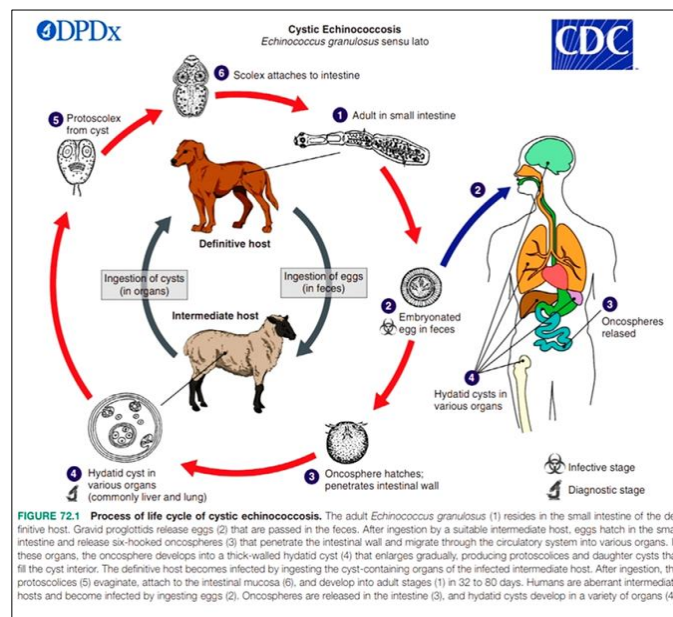 DPDx
Cystic Echinococcosis
Echinococcus granulosus sensu lato
CDC
6 Scolex attaches to intestine
5 Protoscolex
from cyst
1 Adult in small intestine
2
Definitive host
Ingestion of cysts
(in organs)
Ingestion of eggs
(in feces)
Intermediate host
2 Embryonated
egg in feces
3
Oncospheres
relased
4
Hydatid cysts in
various organs
4 Hydatid cyst in
various organs
(commonly liver and lung)
3 Oncosphere hatches;
penetrates intestinal wall
Infective stage
Diagnostic stage
FIGURE 72.1 Process of life cycle of cystic echinococcosis. The adult Echinococcus granulosus (1) resides in the small intestine of the de-
finitive host. Gravid proglottids release eggs (2) that are passed in the feces. After ingestion by a suitable intermediate host, eggs hatch in the sma
intestine and release six-hooked oncospheres (3) that penetrate the intestinal wall and migrate through the circulatory system into various organs. I
these organs, the oncosphere develops into a thick-walled hydatid cyst (4) that enlarges gradually, producing protoscolices and daughter cysts tha
fill the cyst interior. The definitive host becomes infected by ingesting the cyst-containing organs of the infected intermediate host. After ingestion, th
protoscolices (5) evaginate, attach to the intestinal mucosa (6), and develop into adult stages (1) in 32 to 80 days. Humans are aberrant intermediat
hosts and become infected by ingesting eggs (2). Oncospheres are released in the intestine (3), and hydatid cysts develop in a variety of organs (4